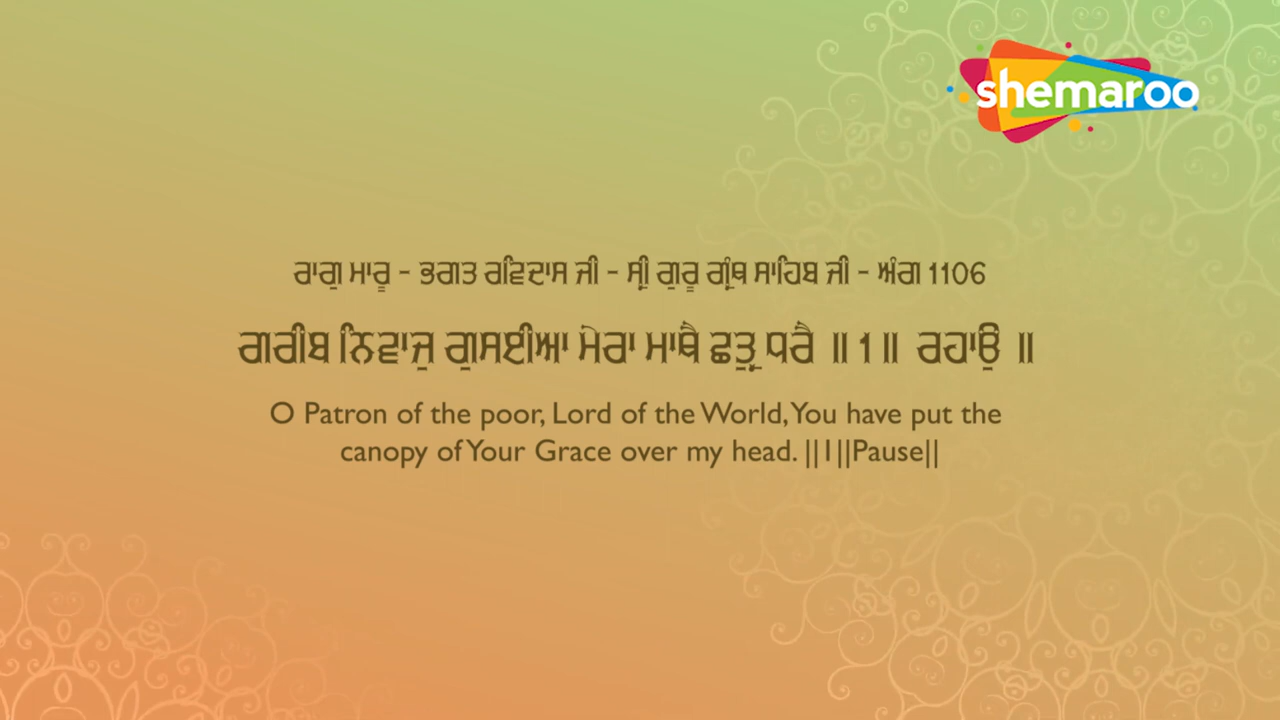 shemaroo
ਰਾਗੁ ਮਾਰੂ - ਭਗਤ ਰਵਿਦਾਸ ਜੀ - ਸ੍ਰੀ ਗੁਰੂ ਗ੍ਰੰਥ ਸਾਹਿਬ ਜੀ - ਅੰਗ 1106
ਗਰੀਬ ਨਿਵਾਜੁ ਗੁਸਈਆ ਮੇਰਾ ਮਾਥੈ ਛਤ੍ਰੁ ਧਰੈ ॥ 1 ॥ ਰਹਾਉ ॥
O Patron of the poor, Lord of the World, You have put the
canopy of Your Grace over my head. ||1||Pause||